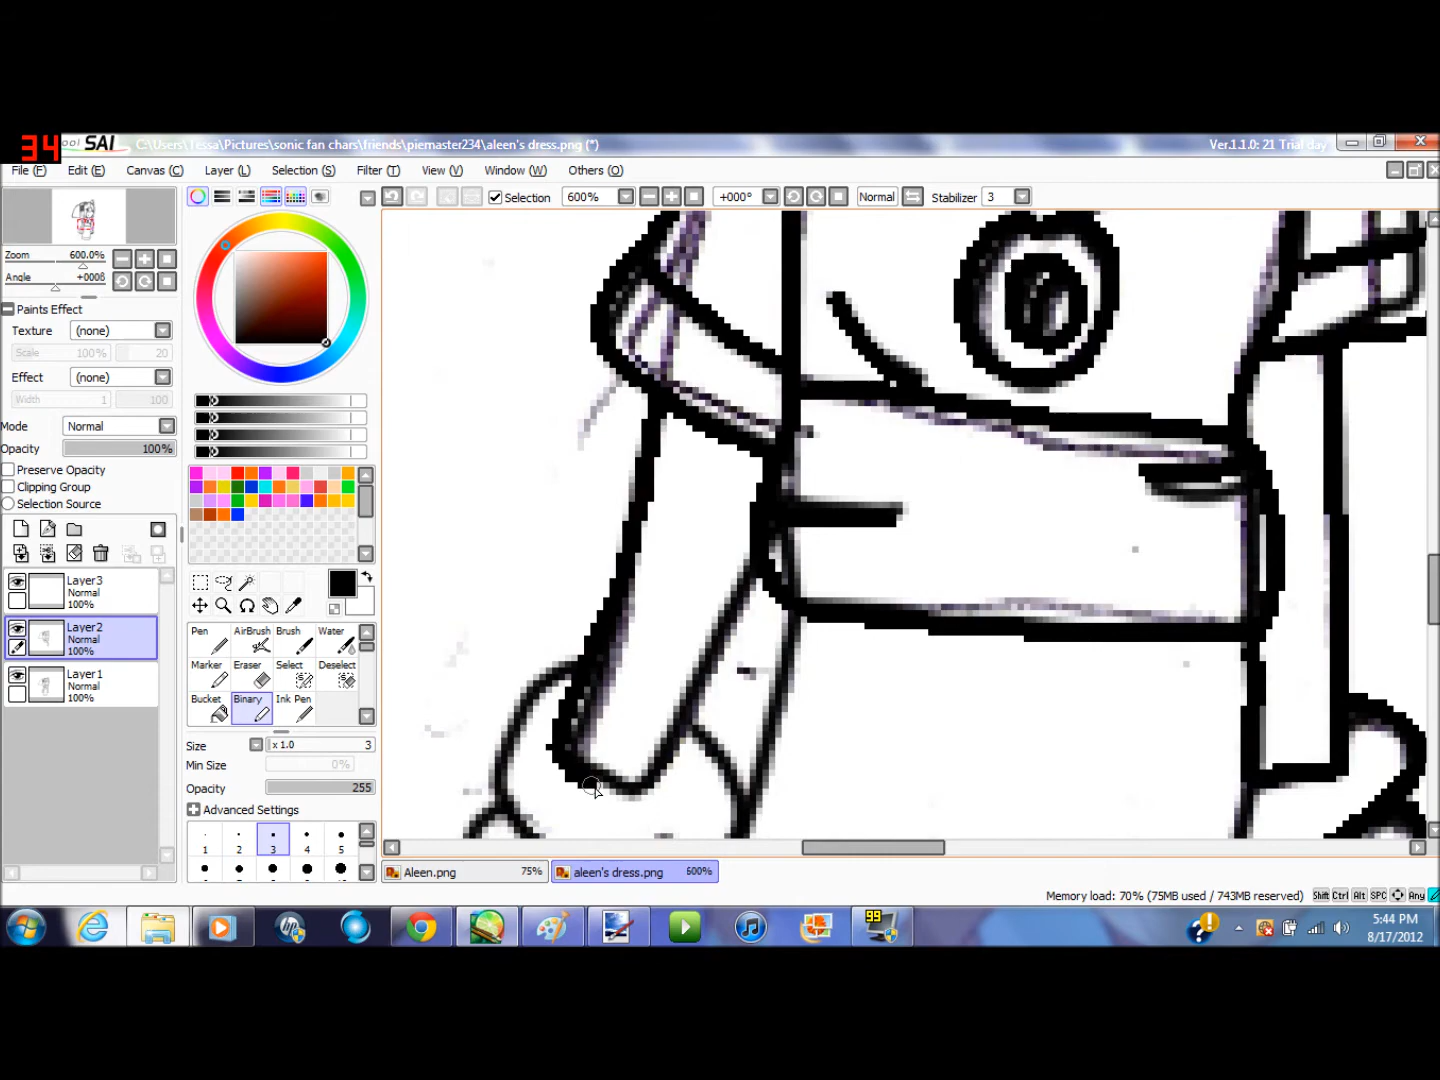 34
ool SAI C:\Users\Tessa\Pictures\sonic fan chars\friends\piemaster234\aleen's dress.png (*) Ver.1.1.0: 21 Trial day
File (F) Edit (E) Canvas (C) Layer (L) Selection (S) Filter (T) View (V) Window (W) Others (O)
Selection 600% +000° Normal Stabilizer 3
Zoom 600.0%
Angle +0008
Paints Effect
Texture (none)
Scale 100% 20
Effect (none)
Width 1 100
Mode Normal
Opacity 100%
Preserve Opacity
Clipping Group
Selection Source
Layer3
Normal
100%
Layer2
Normal
100%
Layer1
Normal
100%
Pen AirBrush Brush Water
Marker Eraser Select Deselect
Bucket Binary Ink Pen
Size x 1.0 3
Min Size 0%
Opacity 255
Advanced Settings
1 2 3 4 5
Aleen.png 75% aleen's dress.png 600%
Memory load: 70% (75MB used / 743MB reserved) Shift Ctrl Alt SPC Any
99
5:44 PM
8/17/2012